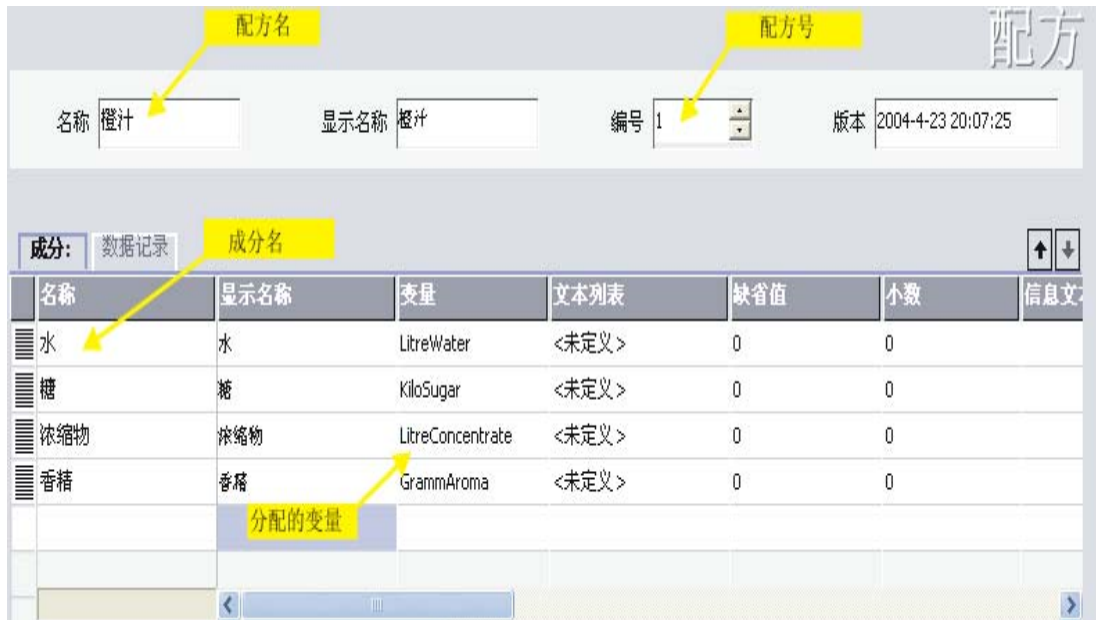 配方名 配方号 配方
名称 橙汁 显示名称 橙汁 编号 1 版本 2004-4-23 20:07:25
成分: 数据记录 成分名
名称 显示名称 变量 文本列表 缺省值 小数 信息文
水 水 LitreWater <未定义> 0 0
糖 糖 KiloSugar <未定义> 0 0
浓缩物 浓缩物 LitreConcentrate <未定义> 0 0
香精 香精 GrammAroma <未定义> 0 0
分配的变量